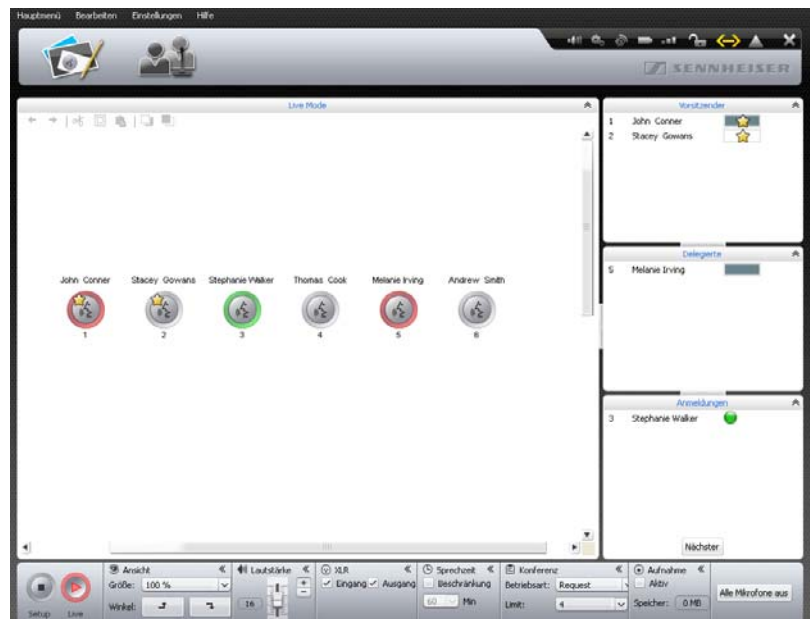 Hauptmenü Bearbeiten Einstellungen Hilfe
SENNHEISER
Live Mode
Vorsitzender
1 John Conner
2 Stacey Gowans
Delegierte
5 Melanie Irving
Anmeldungen
3 Stephanie Walker
Nächster
John Conner Stacey Gowans Stephanie Walker Thomas Cook Melanie Irving Andrew Smith
1 2 3 4 5 6
Setup Live
Ansicht
Größe: 100 %
Winkel:
Lautstärke
16
XLR
Eingang Ausgang
Sprechzeit
Beschränkung
60 Min
Konferenz
Betriebsart: Request
Limit: 4
Aufnahme
Aktiv
Speicher: 0 MB
Alle Mikrofone aus